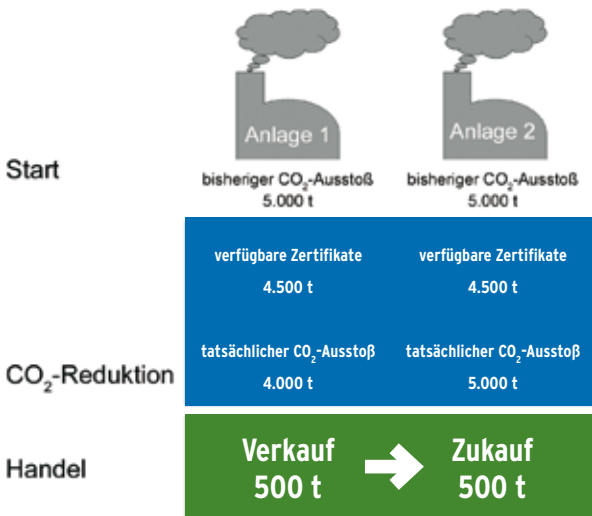 Anlage 1
Anlage 2
Start
bisheriger CO₂-Ausstoß
5.000 t
bisheriger CO₂-Ausstoß
5.000 t
verfügbare Zertifikate
4.500 t
verfügbare Zertifikate
4.500 t
CO₂-Reduktion
tatsächlicher CO₂-Ausstoß
4.000 t
tatsächlicher CO₂-Ausstoß
5.000 t
Handel
Verkauf
500 t
Zukauf
500 t